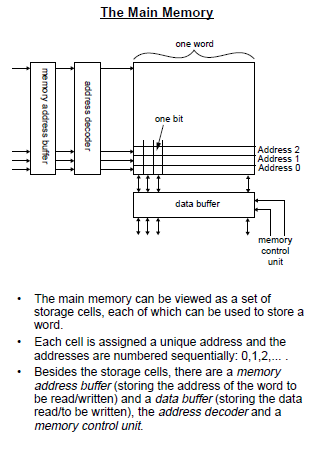 The Main Memory
one word
memory address buffer
address decoder
one bit
Address 2
Address 1
Address 0
data buffer
memory
control
unit
• The main memory can be viewed as a set of
storage cells, each of which can be used to store a
word.
• Each cell is assigned a unique address and the
addresses are numbered sequentially: 0,1,2,... .
• Besides the storage cells, there are a memory
address buffer (storing the address of the word to
be read/written) and a data buffer (storing the data
read/to be written), the address decoder and a
memory control unit.